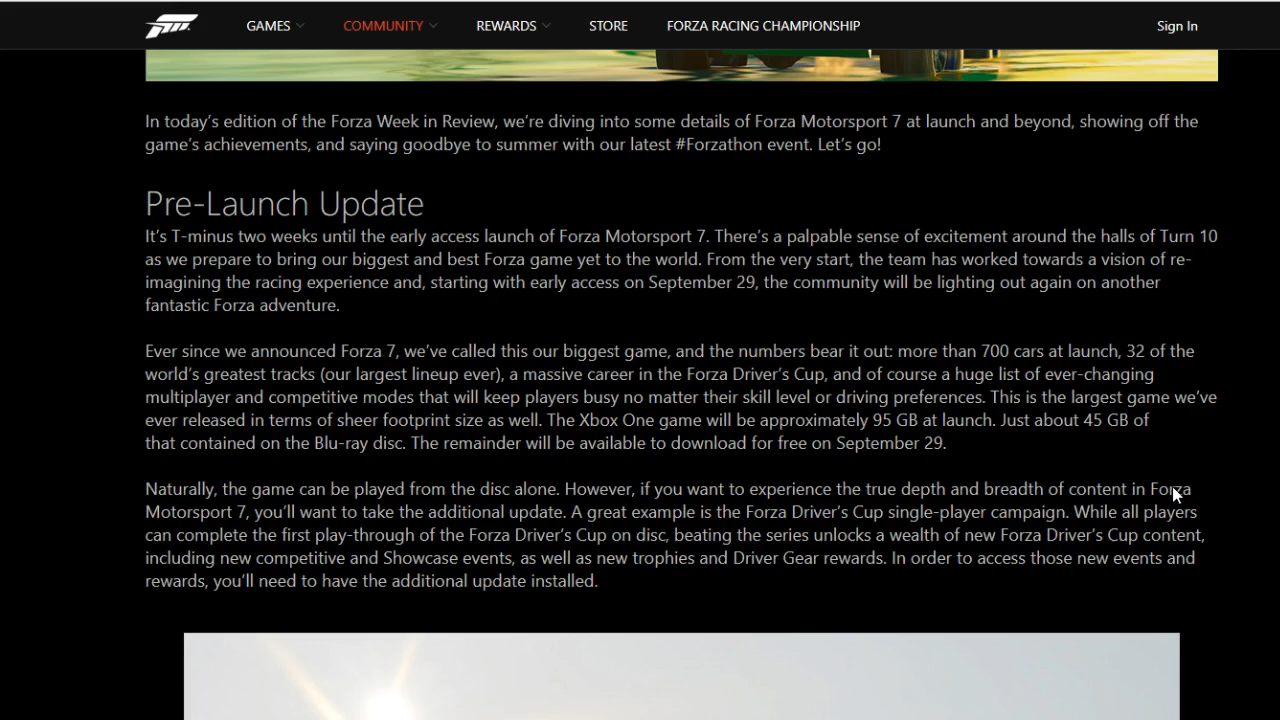 GAMES COMMUNITY REWARDS STORE FORZA RACING CHAMPIONSHIP Sign In
In today's edition of the Forza Week in Review, we're diving into some details of Forza Motorsport 7 at launch and beyond, showing off the
game's achievements, and saying goodbye to summer with our latest #Forzathon event. Let's go!
Pre-Launch Update
It's T-minus two weeks until the early access launch of Forza Motorsport 7. There's a palpable sense of excitement around the halls of Turn 10
as we prepare to bring our biggest and best Forza game yet to the world. From the very start, the team has worked towards a vision of re-
imagining the racing experience and, starting with early access on September 29, the community will be lighting out again on another
fantastic Forza adventure.
Ever since we announced Forza 7, we've called this our biggest game, and the numbers bear it out: more than 700 cars at launch, 32 of the
world's greatest tracks (our largest lineup ever), a massive career in the Forza Driver's Cup, and of course a huge list of ever-changing
multiplayer and competitive modes that will keep players busy no matter their skill level or driving preferences. This is the largest game we've
ever released in terms of sheer footprint size as well. The Xbox One game will be approximately 95 GB at launch. Just about 45 GB of
that contained on the Blu-ray disc. The remainder will be available to download for free on September 29.
Naturally, the game can be played from the disc alone. However, if you want to experience the true depth and breadth of content in Forza
Motorsport 7, you'll want to take the additional update. A great example is the Forza Driver's Cup single-player campaign. While all players
can complete the first play-through of the Forza Driver's Cup on disc, beating the series unlocks a wealth of new Forza Driver's Cup content,
including new competitive and Showcase events, as well as new trophies and Driver Gear rewards. In order to access those new events and
rewards, you'll need to have the additional update installed.